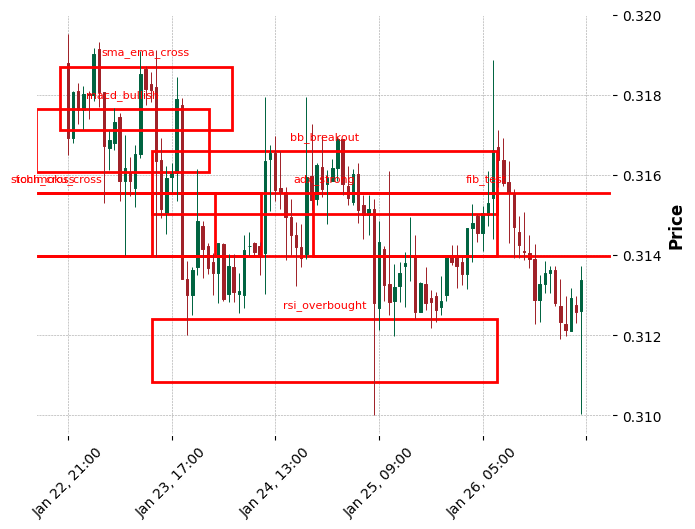 0.320
sma_ema_cross
macd_bullish
0.318
bb_breakout
0.316
adx_strong
fib_test
0.314
rsi_overbought
0.312
0.310
Price
Jan 22, 21:00
Jan 23, 17:00
Jan 24, 13:00
Jan 25, 09:00
Jan 26, 05:00